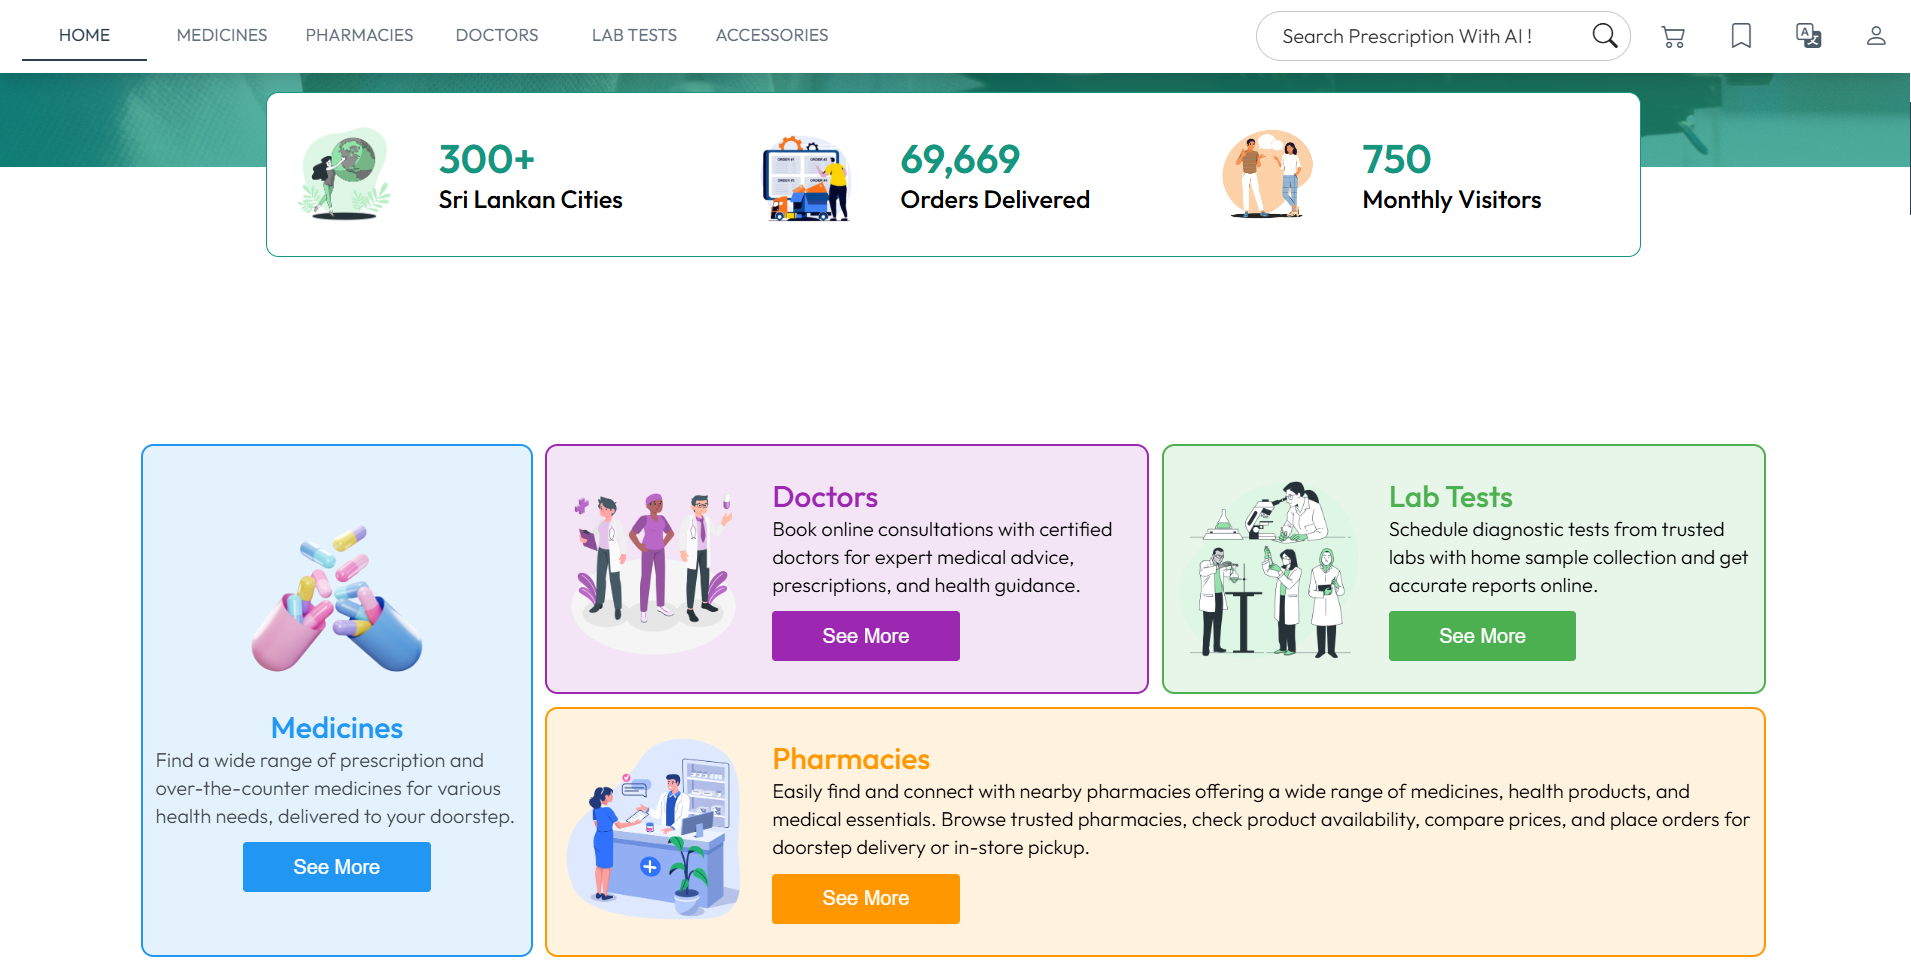 HOME MEDICINES PHARMACIES DOCTORS LAB TESTS ACCESSORIES Search Prescription With AI !
300+
Sri Lankan Cities
69,669
Orders Delivered
750
Monthly Visitors
Medicines
Find a wide range of prescription and
over-the-counter medicines for various
health needs, delivered to your doorstep.
See More
Doctors
Book online consultations with certified
doctors for expert medical advice,
prescriptions, and health guidance.
See More
Lab Tests
Schedule diagnostic tests from trusted
labs with home sample collection and get
accurate reports online.
See More
Pharmacies
Easily find and connect with nearby pharmacies offering a wide range of medicines, health products, and
medical essentials. Browse trusted pharmacies, check product availability, compare prices, and place orders for
doorstep delivery or in-store pickup.
See More